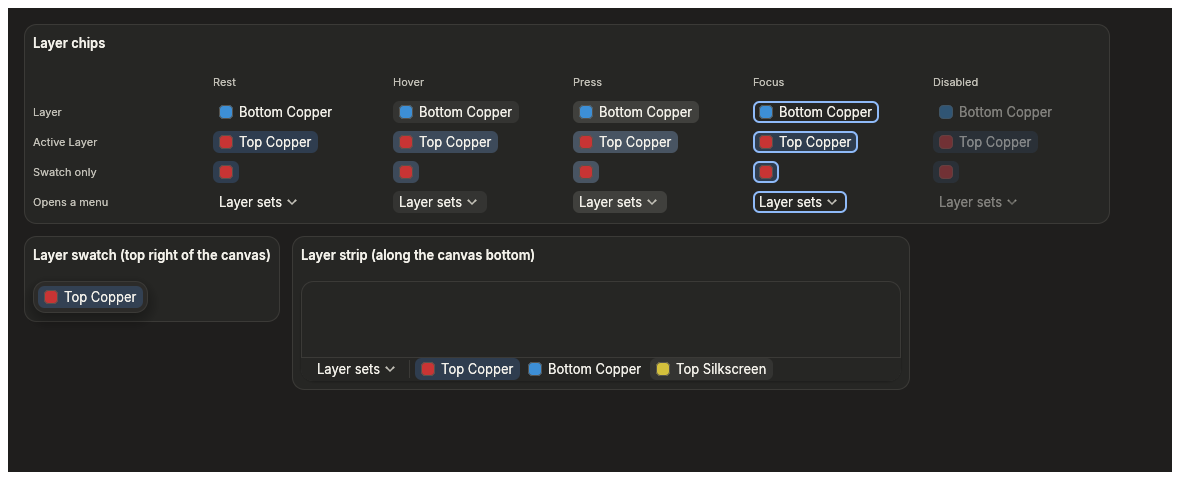 Layer chips
Rest Hover Press Focus Disabled
Layer Bottom Copper Bottom Copper Bottom Copper Bottom Copper Bottom Copper
Active Layer Top Copper Top Copper Top Copper Top Copper Top Copper
Swatch only
Opens a menu Layer sets Layer sets Layer sets Layer sets Layer sets
Layer swatch (top right of the canvas)
Top Copper
Layer strip (along the canvas bottom)
Layer sets Top Copper Bottom Copper Top Silkscreen